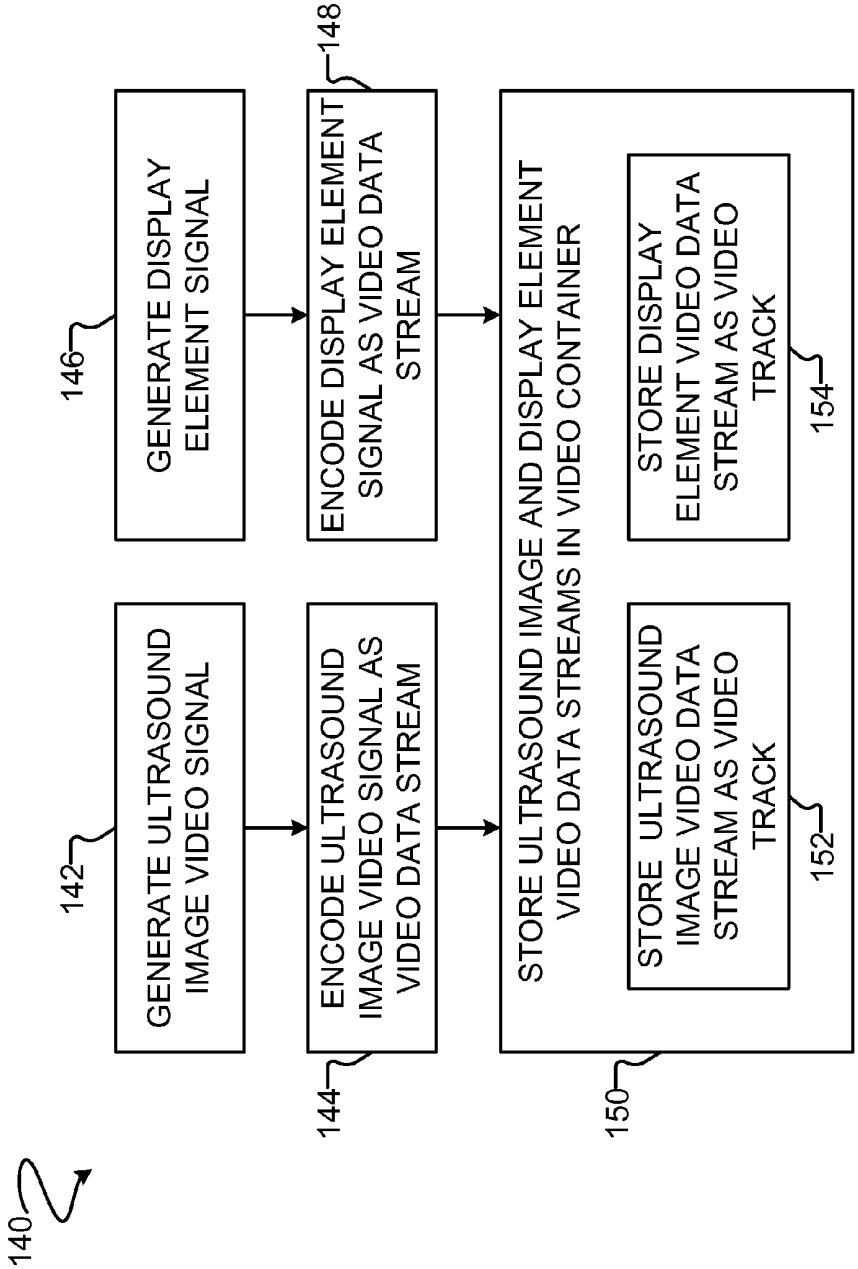 140
142
GENERATE ULTRASOUND
IMAGE VIDEO SIGNAL
144
ENCODE ULTRASOUND
IMAGE VIDEO SIGNAL AS
VIDEO DATA STREAM
146
GENERATE DISPLAY
ELEMENT SIGNAL
148
ENCODE DISPLAY ELEMENT
SIGNAL AS VIDEO DATA
STREAM
150
STORE ULTRASOUND IMAGE AND DISPLAY ELEMENT
VIDEO DATA STREAMS IN VIDEO CONTAINER
STORE ULTRASOUND
IMAGE VIDEO DATA
STREAM AS VIDEO
TRACK
152
STORE DISPLAY
ELEMENT VIDEO DATA
STREAM AS VIDEO
TRACK
154